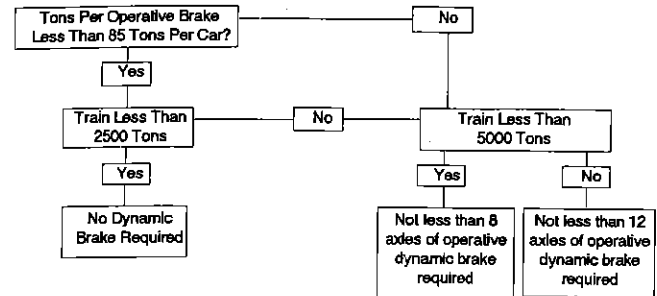 Tons Per Operative Brake
Less Than 85 Tons Per Car?
No
Yes
Train Less Than
2500 Tons
No
Train Less Than
5000 Tons
Yes
Yes
No
No Dynamic
Brake Required
Not less than 8
axles of operative
dynamic brake
required
Not less than 12
axles of operative
dynamic brake
required